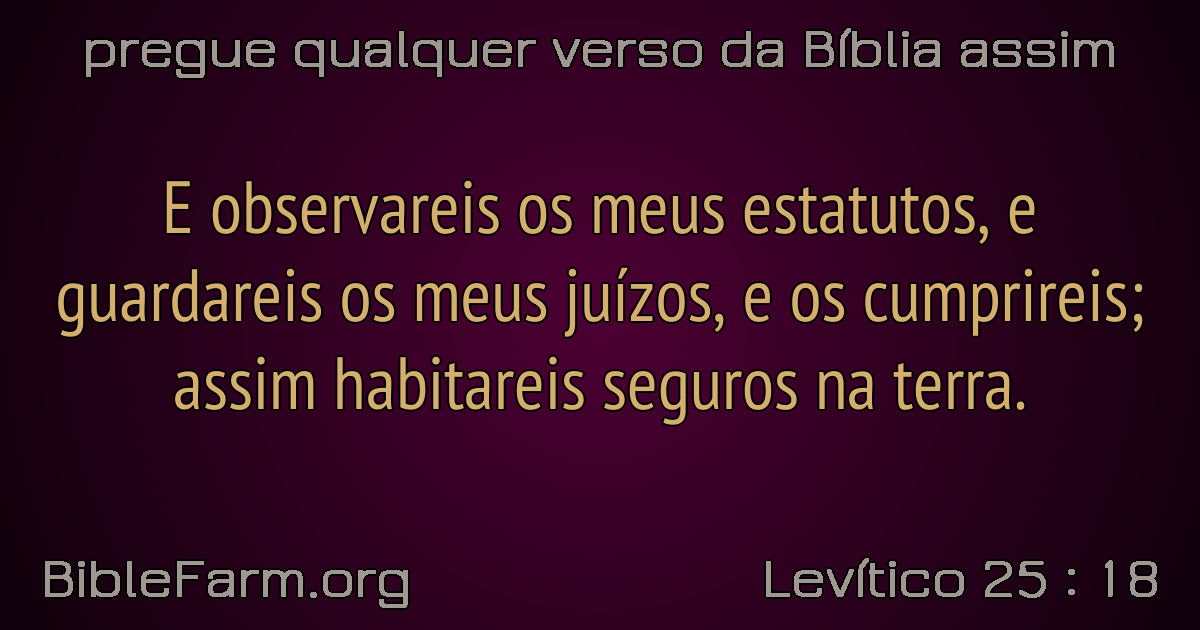 pregue qualquer verso da Bíblia assim
E observareis os meus estatutos, e
guardareis os meus juízos, e os cumprireis;
assim habitareis seguros na terra.
BibleFarm.org
Levítico 25 : 18